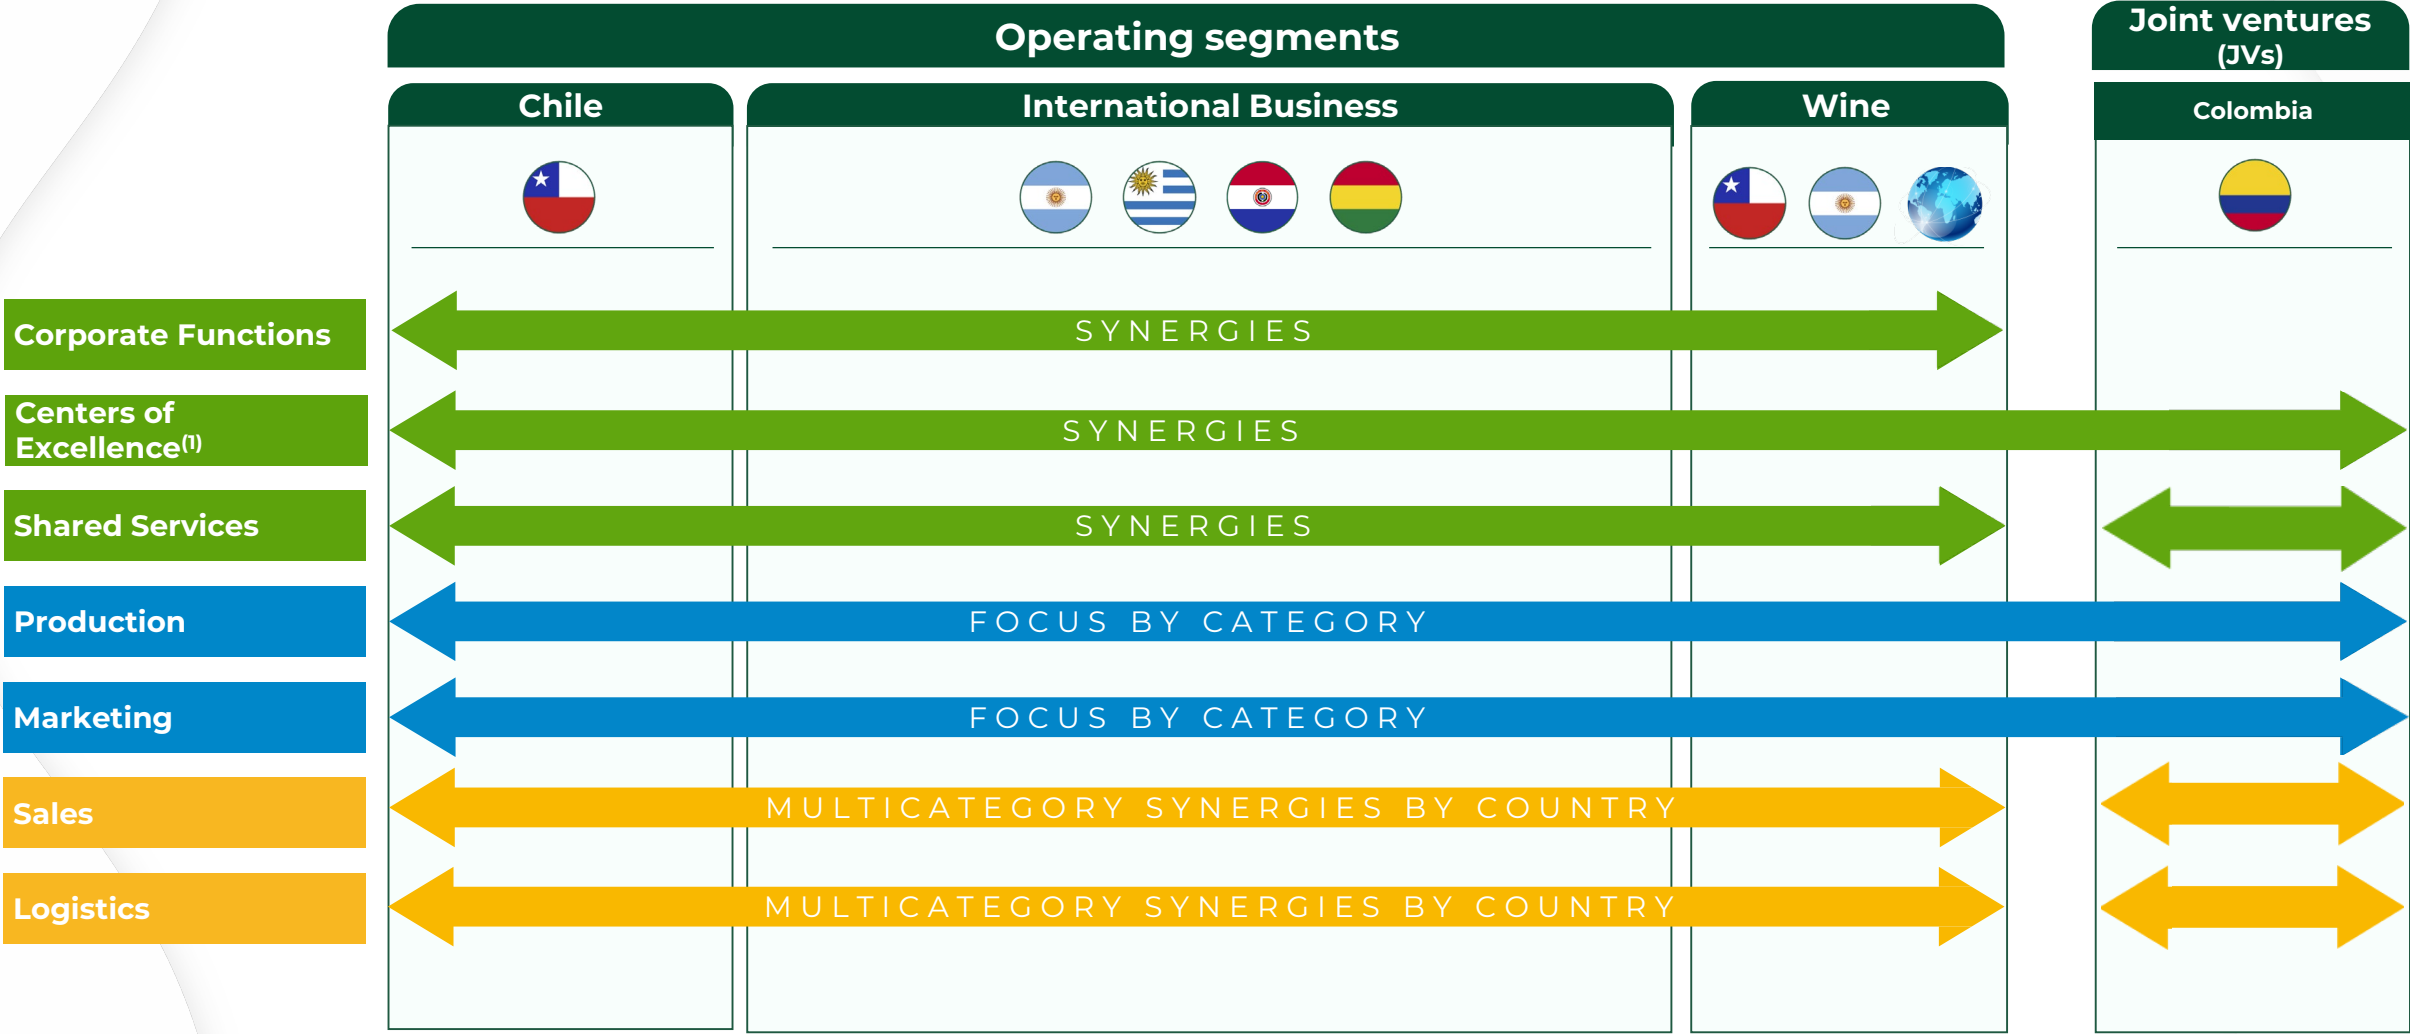 Operating segments
Joint ventures
(JVs)
Chile
International Business
Wine
Colombia
Corporate Functions
SYNERGIES
Centers of
Excellence(1)
SYNERGIES
Shared Services
SYNERGIES
Production
FOCUS BY CATEGORY
Marketing
FOCUS BY CATEGORY
Sales
MULTICATEGORY SYNERGIES BY COUNTRY
Logistics
MULTICATEGORY SYNERGIES BY COUNTRY